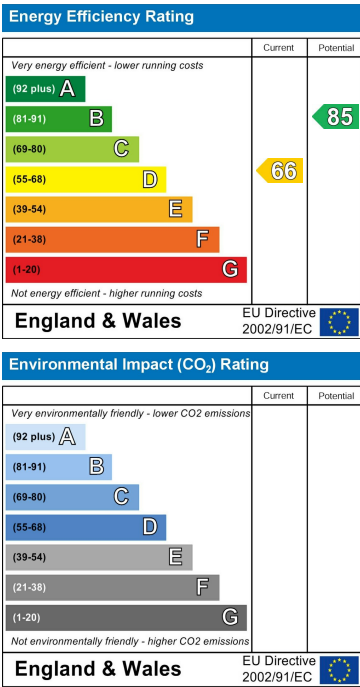 Energy Efficiency Rating
Current Potential
Very energy efficient - lower running costs
(92 plus) A
(81-91) B 85
(69-80) C
(55-68) D 66
(39-54) E
(21-38) F
(1-20) G
Not energy efficient - higher running costs
England & Wales EU Directive 2002/91/EC
Environmental Impact (CO2) Rating
Current Potential
Very environmentally friendly - lower CO2 emissions
(92 plus) A
(81-91) B
(69-80) C
(55-68) D
(39-54) E
(21-38) F
(1-20) G
Not environmentally friendly - higher CO2 emissions
England & Wales EU Directive 2002/91/EC